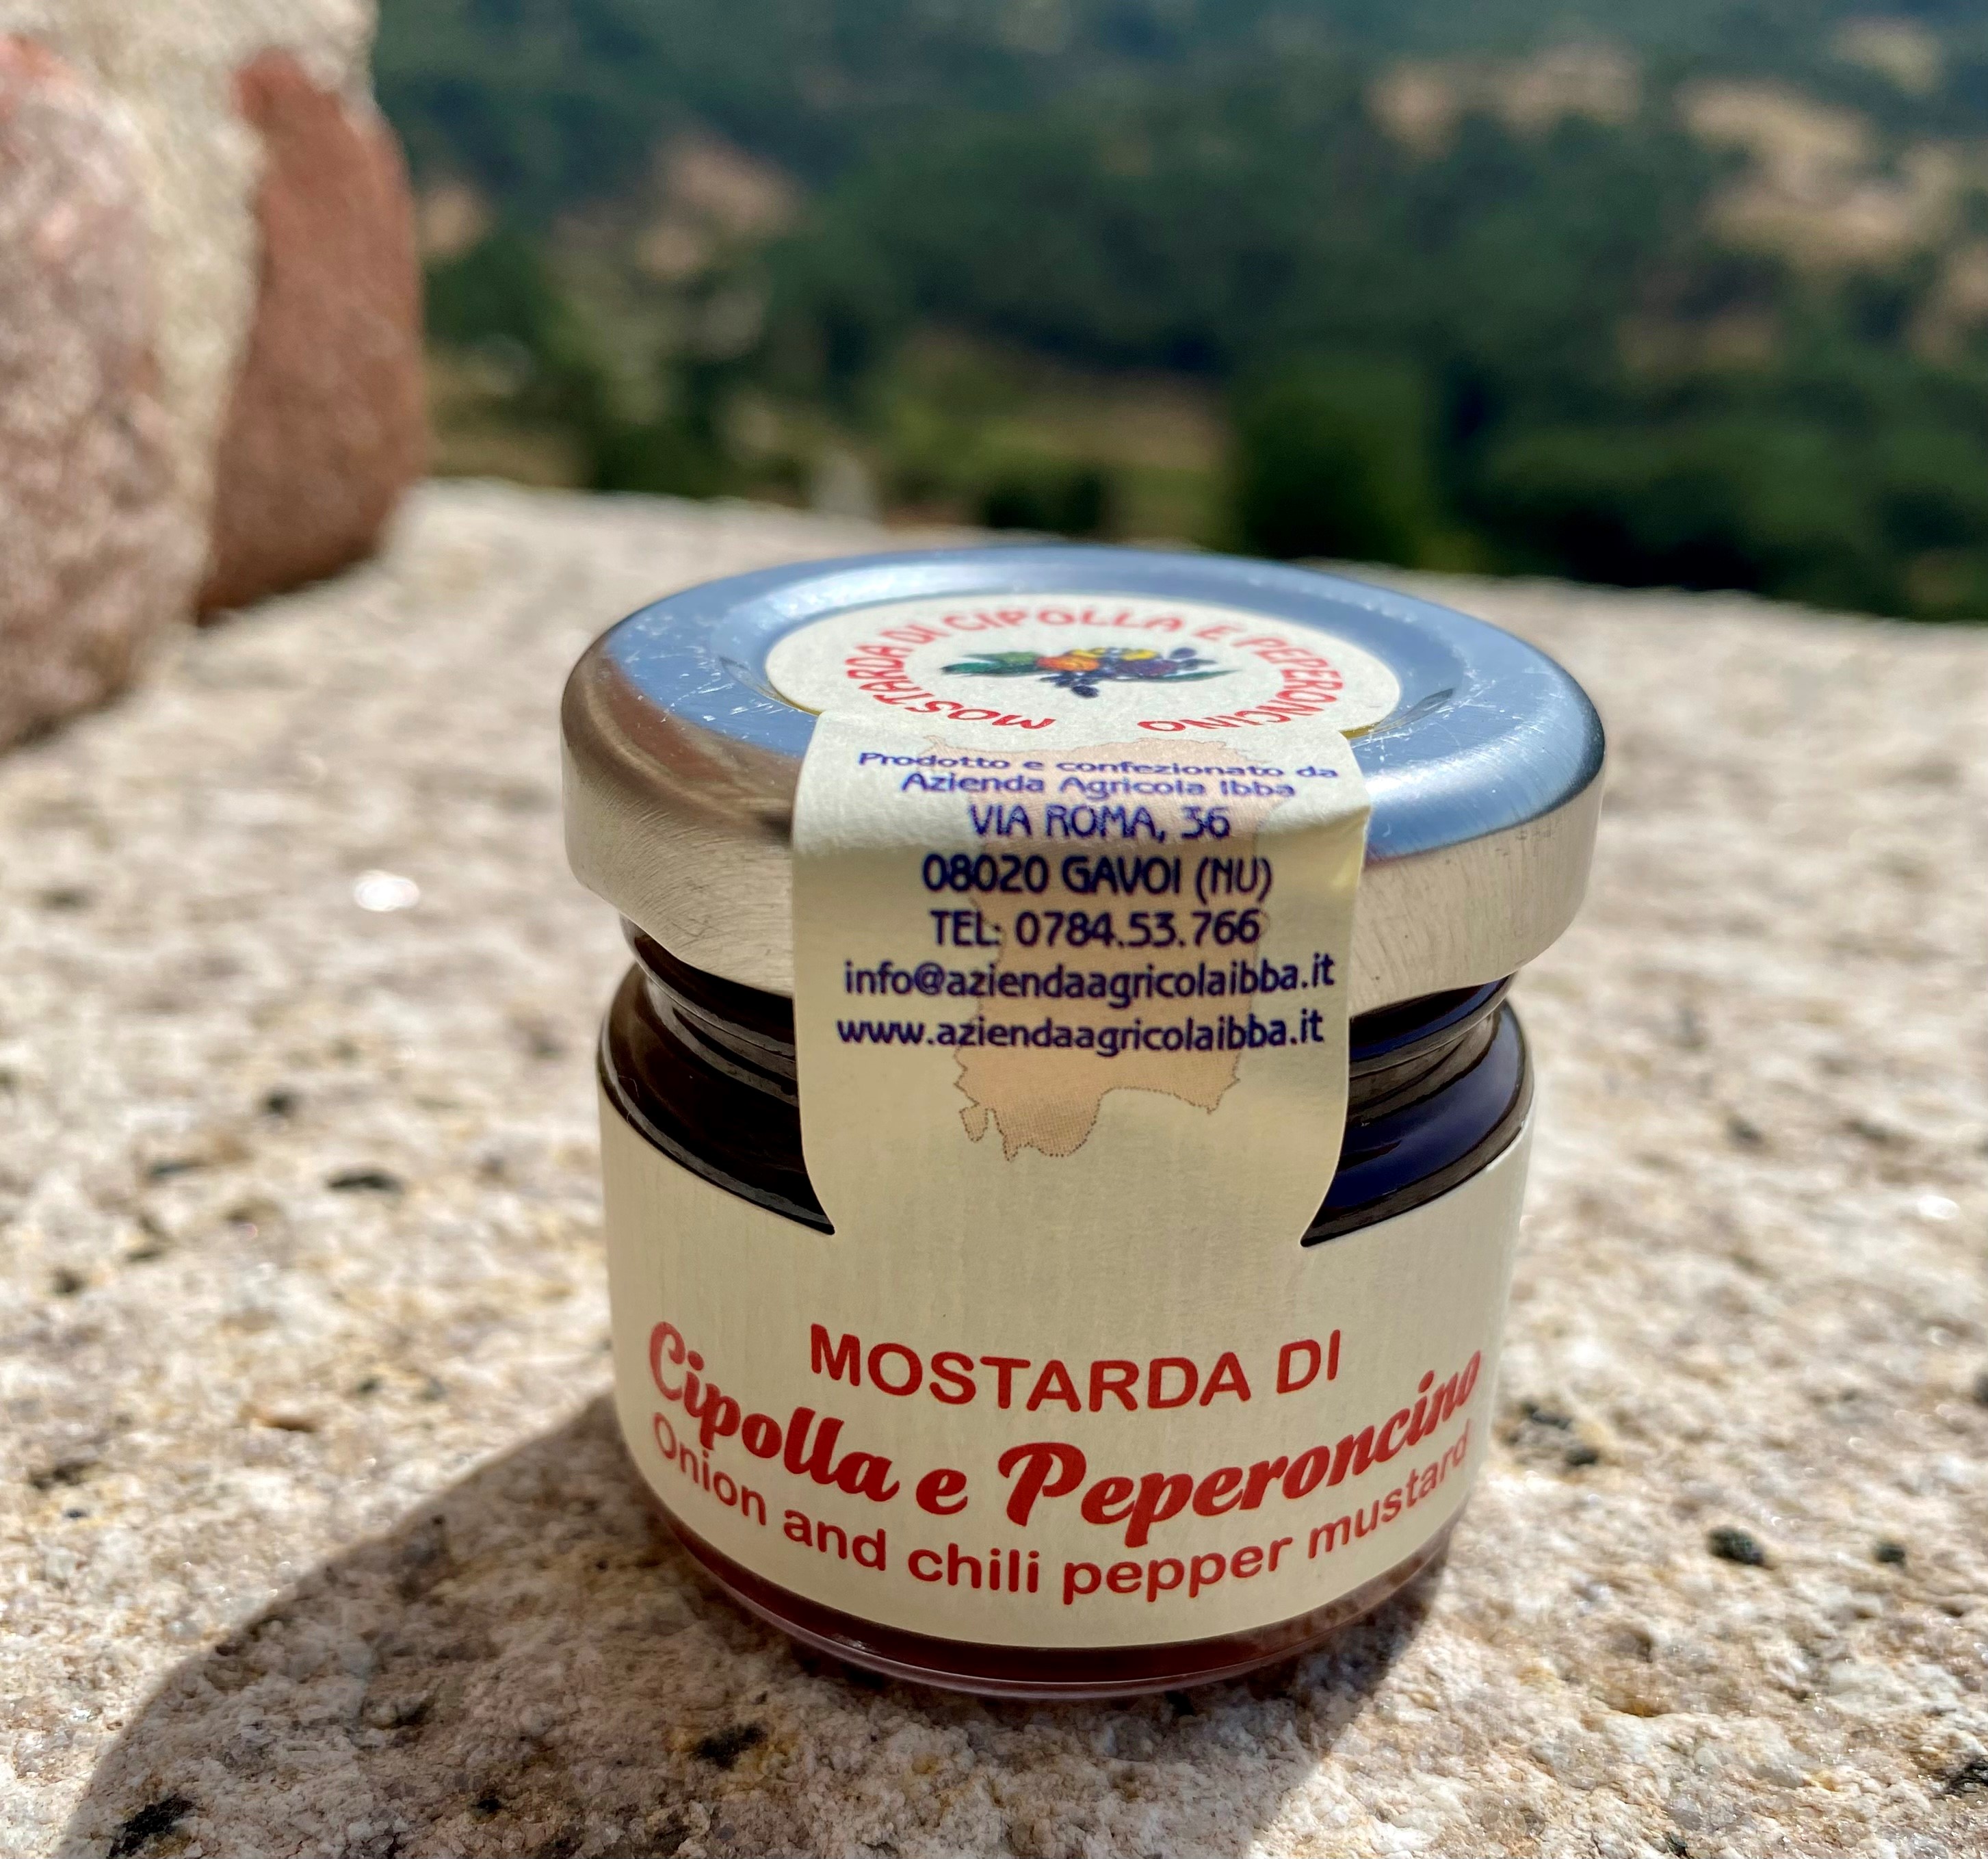 MOSTARDA DI CIPOLLA E PEPERONCINO
Prodotto e confezionato da
Azienda Agricola Ibba
VIA ROMA, 36
08020 GAVOI (NU)
TEL: 0784.53.766
info@aziendaagricolaibba.it
www.aziendaagricolaibba.it
MOSTARDA DI
Cipolla e Peperoncino
Onion and chili pepper mustard